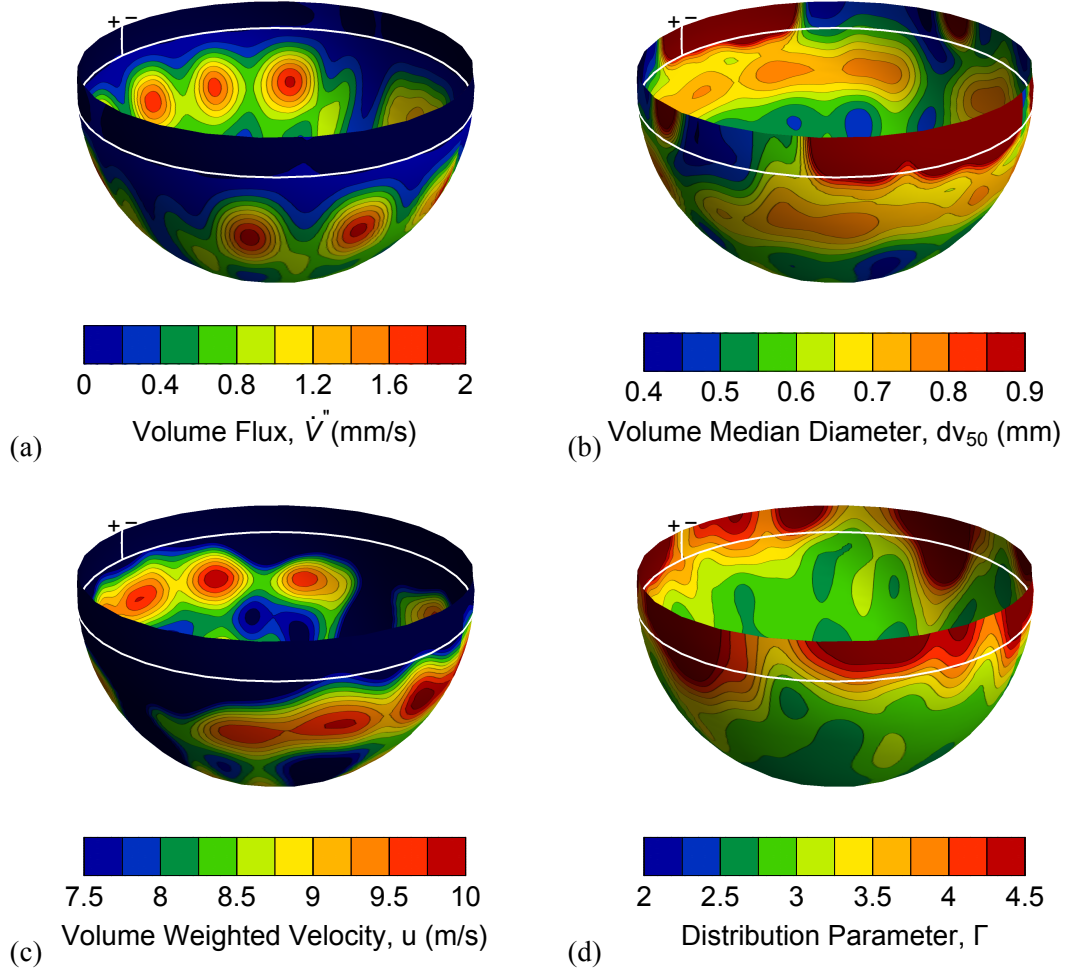 + −
+ −
0 0.4 0.8 1.2 1.6 2
0.4 0.5 0.6 0.7 0.8 0.9
(a) Volume Flux, V̇" (mm/s)
(b) Volume Median Diameter, dv₅₀ (mm)
+ −
+ −
7.5 8 8.5 9 9.5 10
2 2.5 3 3.5 4 4.5
(c) Volume Weighted Velocity, u (m/s)
(d) Distribution Parameter, Γ